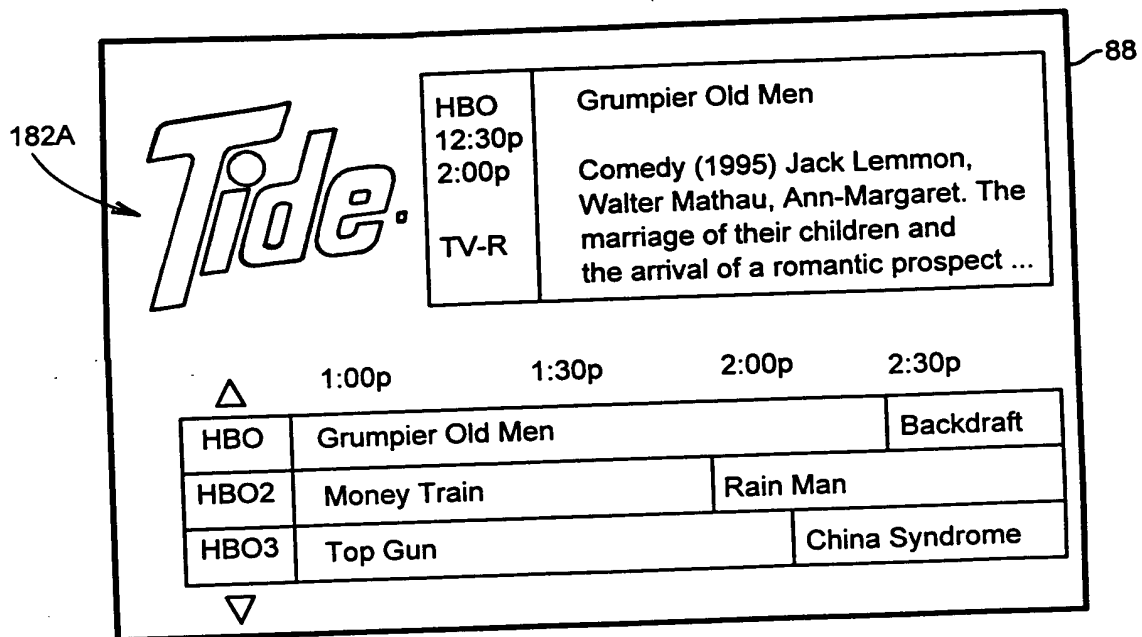 88
182A
Tide.
HBO
12:30p
2:00p
TV-R
Grumpier Old Men
Comedy (1995) Jack Lemmon,
Walter Mathau, Ann-Margaret. The
marriage of their children and
the arrival of a romantic prospect ...
1:00p 1:30p 2:00p 2:30p
HBO Grumpier Old Men Backdraft
HBO2 Money Train Rain Man
HBO3 Top Gun China Syndrome